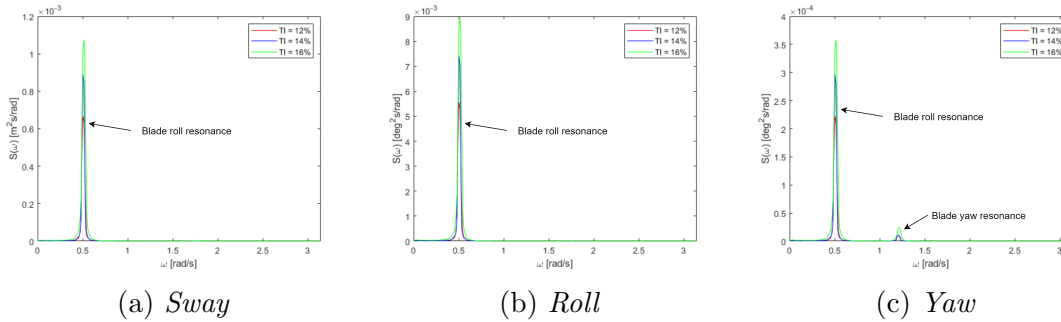 ×10⁻³
1.2
1
0.8
0.6
0.4
0.2
0
S(ω) [m²s/rad]
TI = 12%
TI = 14%
TI = 16%
Blade roll resonance
0 0.5 1 1.5 2 2.5 3
ω [rad/s]
(a) Sway
×10⁻³
9
8
7
6
5
4
3
2
1
0
S(ω) [deg²s/rad]
TI = 12%
TI = 14%
TI = 16%
Blade roll resonance
0 0.5 1 1.5 2 2.5 3
ω [rad/s]
(b) Roll
×10⁻⁴
4
3.5
3
2.5
2
1.5
1
0.5
0
S(ω) [deg²s/rad]
TI = 12%
TI = 14%
TI = 16%
Blade roll resonance
Blade yaw resonance
0 0.5 1 1.5 2 2.5 3
ω [rad/s]
(c) Yaw